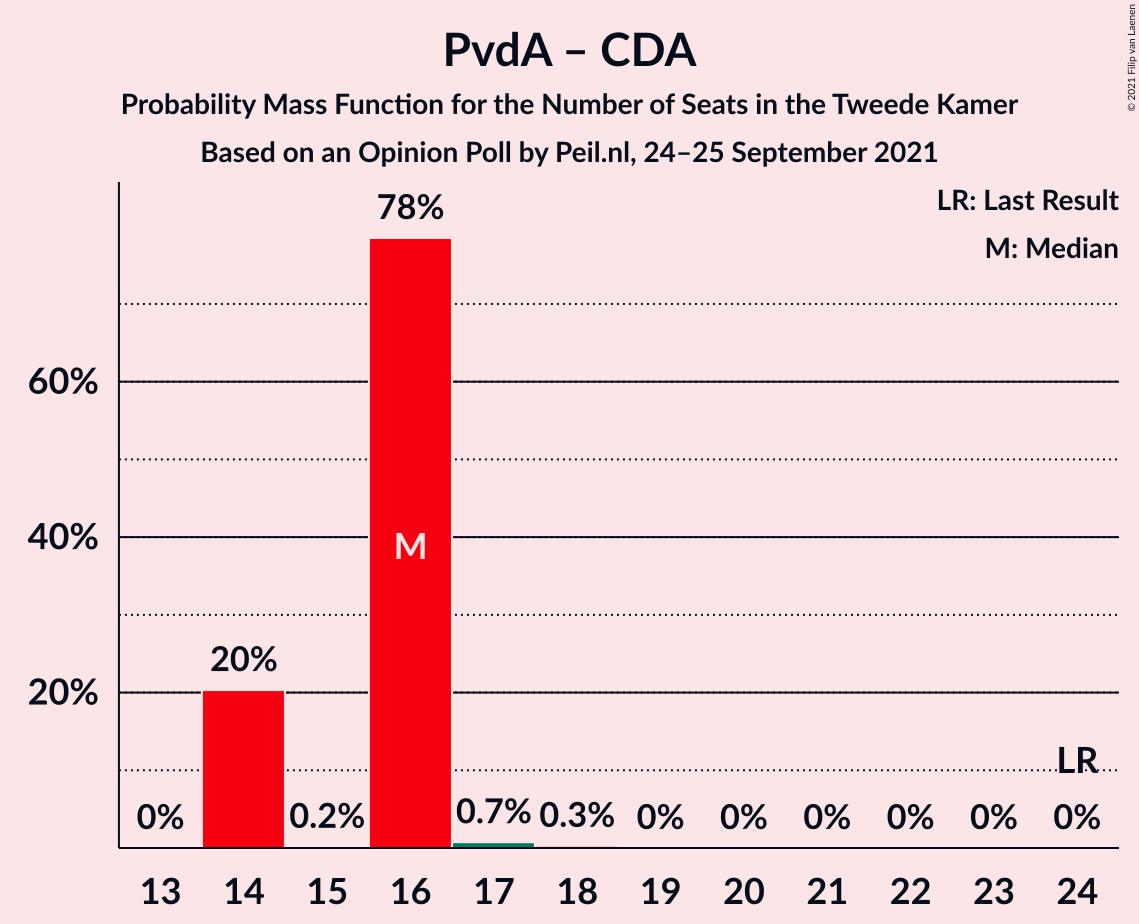 PvdA – CDA
Probability Mass Function for the Number of Seats in the Tweede Kamer
Based on an Opinion Poll by Peil.nl, 24–25 September 2021
© 2021 Filip van Laenen
LR: Last Result
M: Median
78%
60%
40%
M
20%
20%
LR
0%
0.2%
0.7%
0.3%
0%
0%
0%
0%
0%
0%
13 14 15 16 17 18 19 20 21 22 23 24